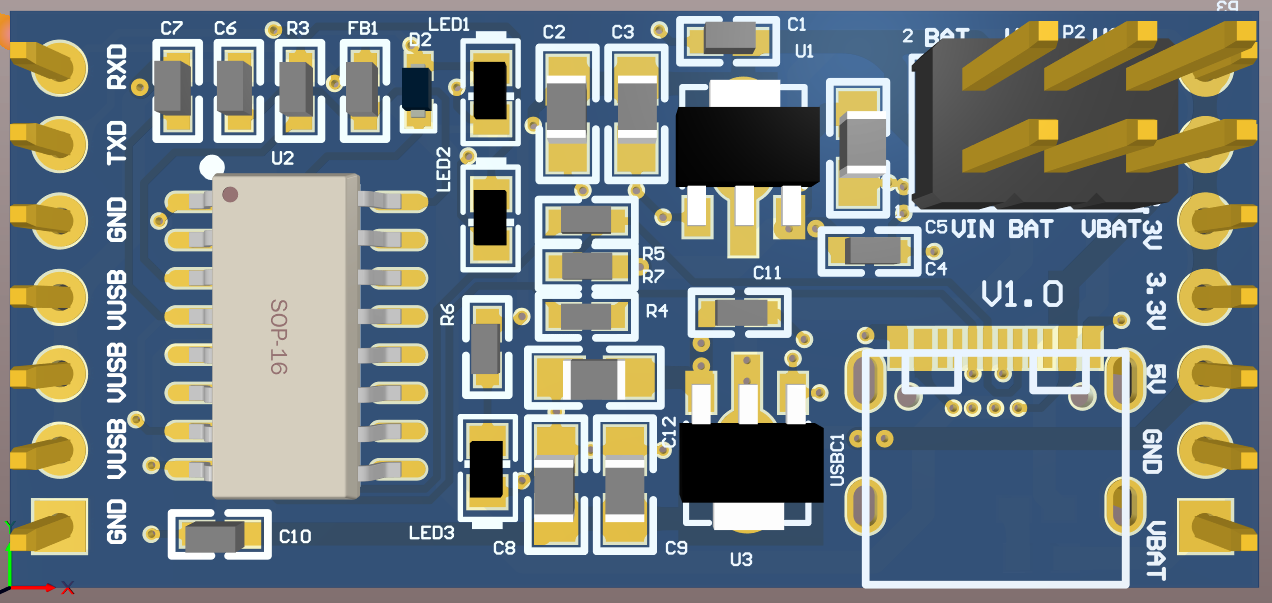 C7 C6 R3 FB1 D2 LED1 C2 C3 C1
U1
2 BAT P2
RXD
TXD
GND
VUSB
VUSB
VUSB
GND
U2
SOP-16
LED2
R6
LED3
C10
R5
R7
R4
C11
C12
C8
C9
U3
USBC1
C5
C4
VIN BAT VBAT
V1.0
3V
3.3V
5V
GND
VBAT
X